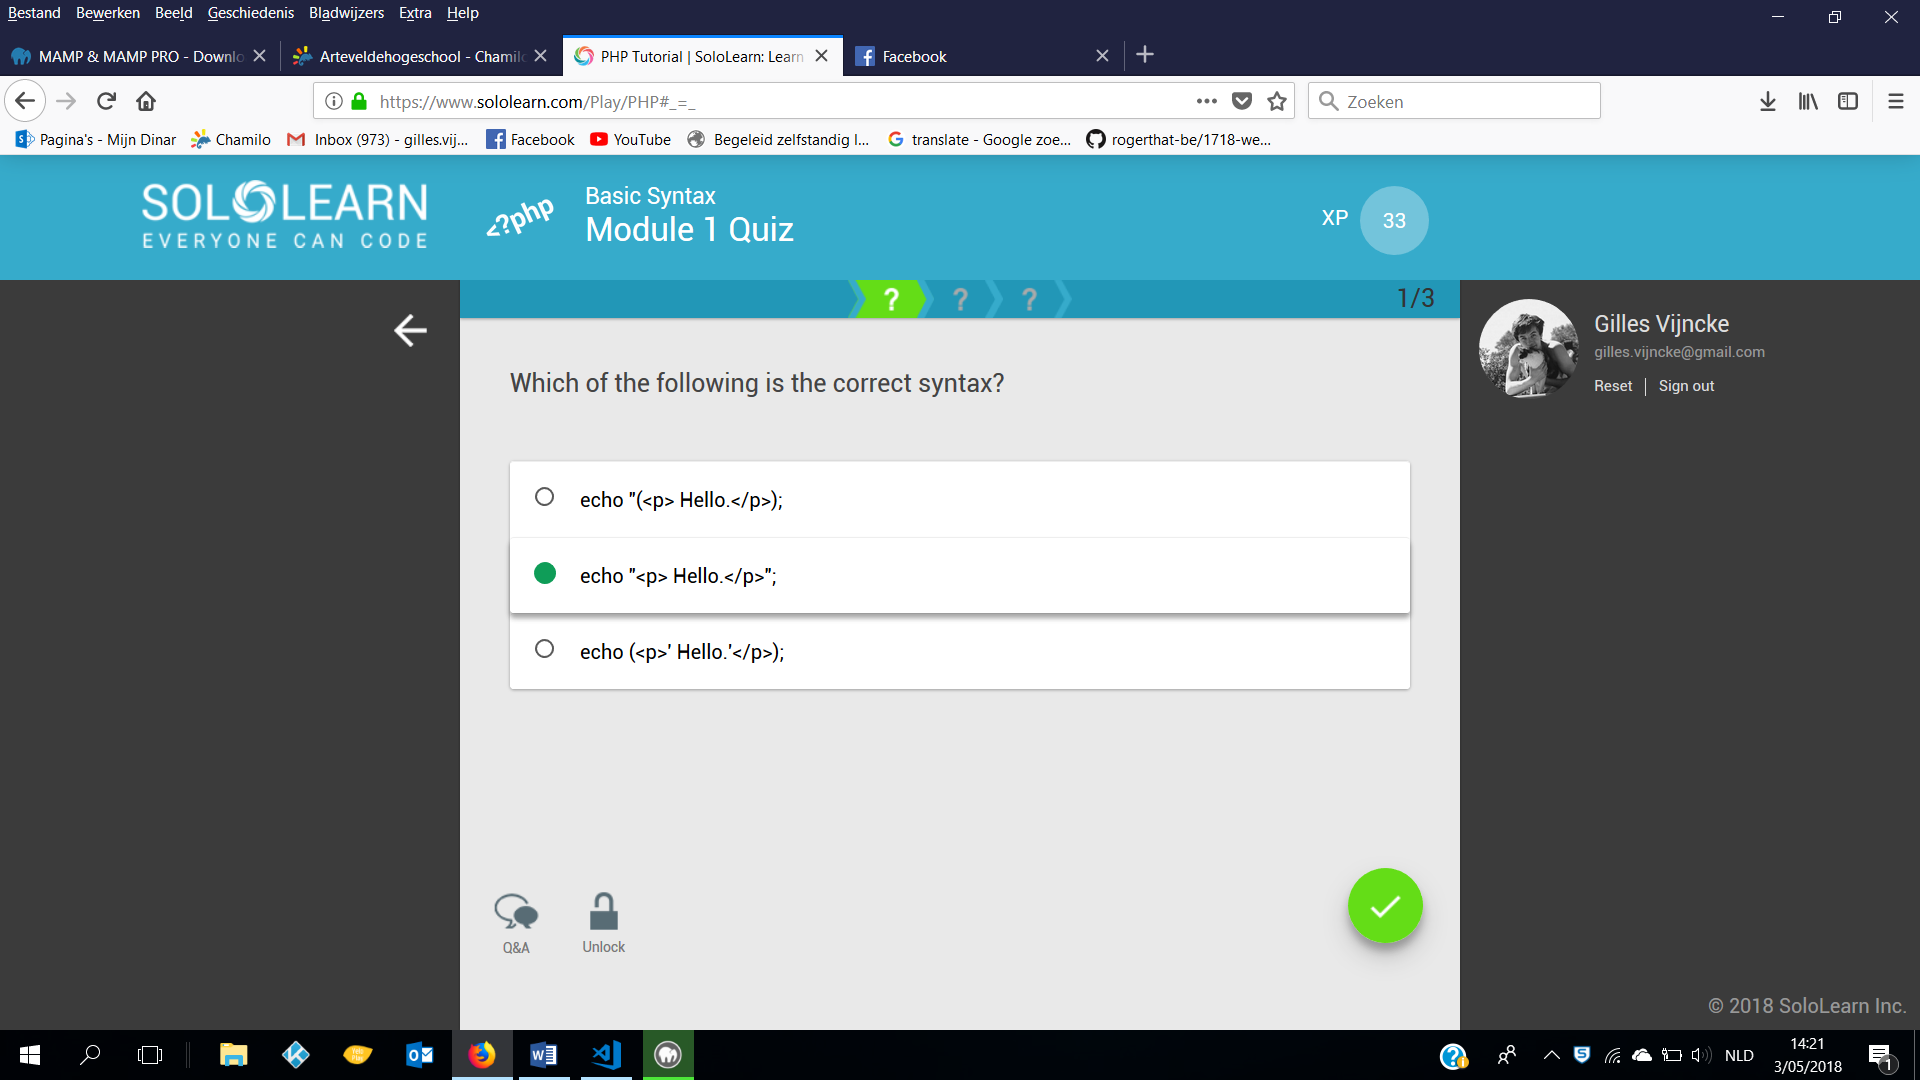 Bestand Bewerken Beeld Geschiedenis Bladwijzers Extra Help
MAMP & MAMP PRO - Downlo Arteveldehogeschool - Chamilo PHP Tutorial | SoloLearn: Learn Facebook
https://www.sololearn.com/Play/PHP#_=_ Zoeken
Pagina's - Mijn Dinar Chamilo Inbox (973) - gilles.vij... Facebook YouTube Begeleid zelfstandig l... translate - Google zoe... rogerthat-be/1718-we...
SOLOLEARN
EVERYONE CAN CODE
<?php
Basic Syntax
Module 1 Quiz
XP 33
? ? ? 1/3
Gilles Vijncke
gilles.vijncke@gmail.com
Reset | Sign out
Which of the following is the correct syntax?
echo "(<p> Hello.</p>);
echo "<p> Hello.</p>";
echo (<p>' Hello.'</p>);
Q&A Unlock
© 2018 SoloLearn Inc.
NLD
14:21
3/05/2018
1